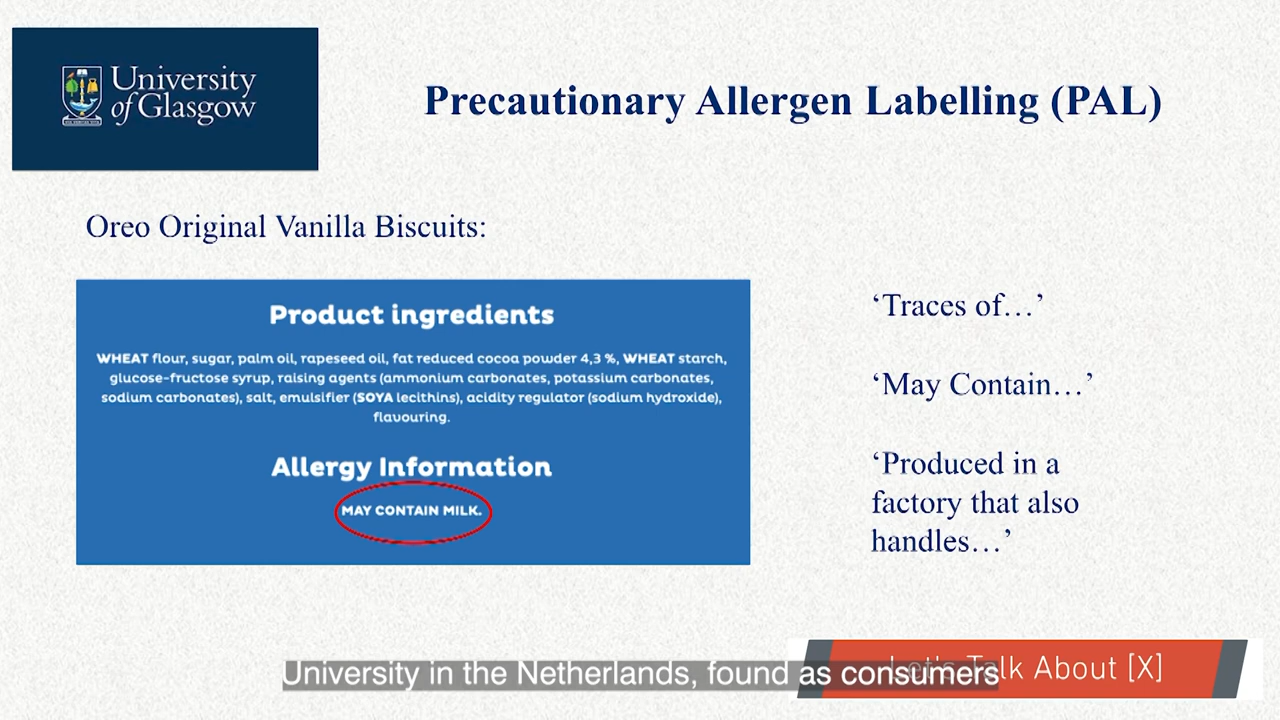 University
of Glasgow
Precautionary Allergen Labelling (PAL)
Oreo Original Vanilla Biscuits:
Product ingredients
WHEAT flour, sugar, palm oil, rapeseed oil, fat reduced cocoa powder 4,3 %, WHEAT starch,
glucose-fructose syrup, raising agents (ammonium carbonates, potassium carbonates,
sodium carbonates), salt, emulsifier (SOYA lecithins), acidity regulator (sodium hydroxide),
flavouring.
Allergy Information
MAY CONTAIN MILK.
‘Traces of…’
‘May Contain…’
‘Produced in a
factory that also
handles…’
Let's Talk About [X]
University in the Netherlands, found as consumers